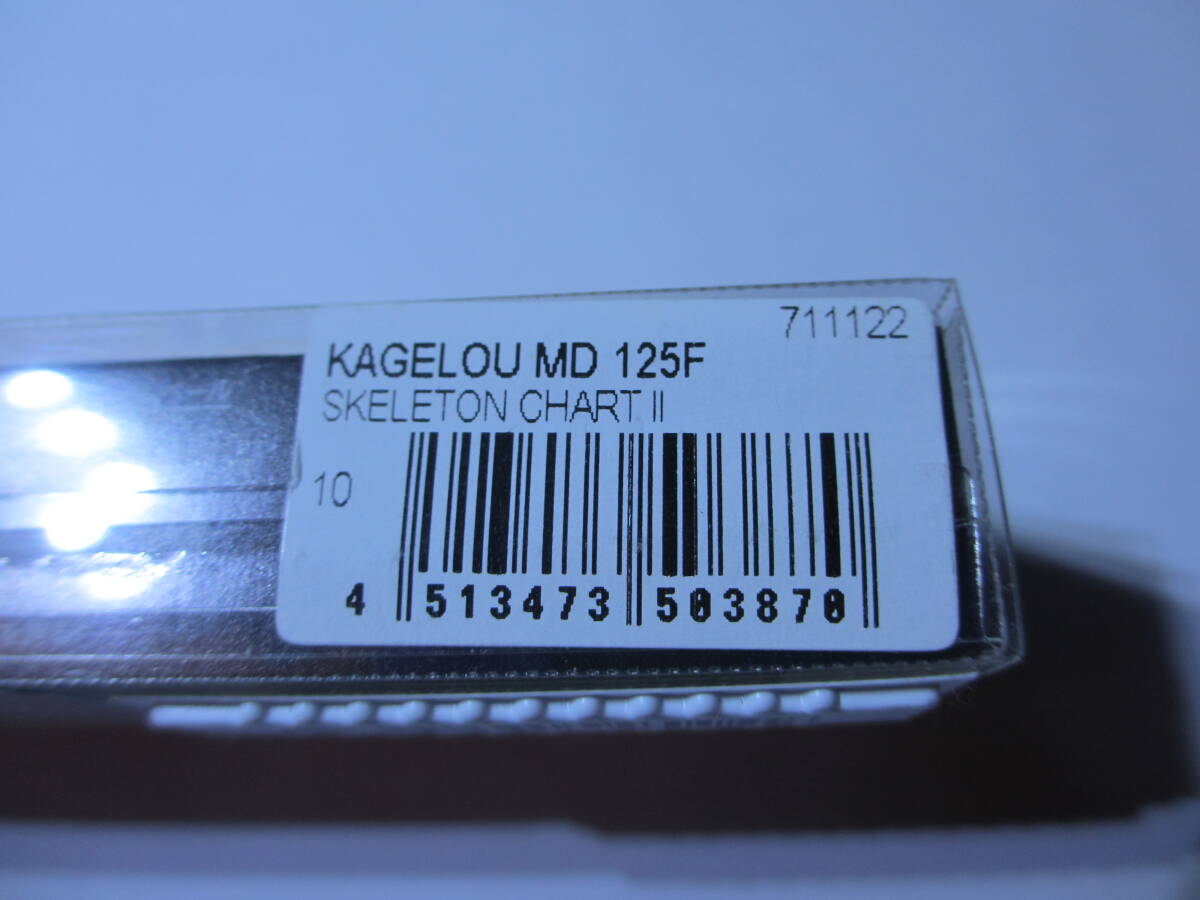 711122
KAGELOU MD 125F
SKELETON CHART II
10
4 513473 503870